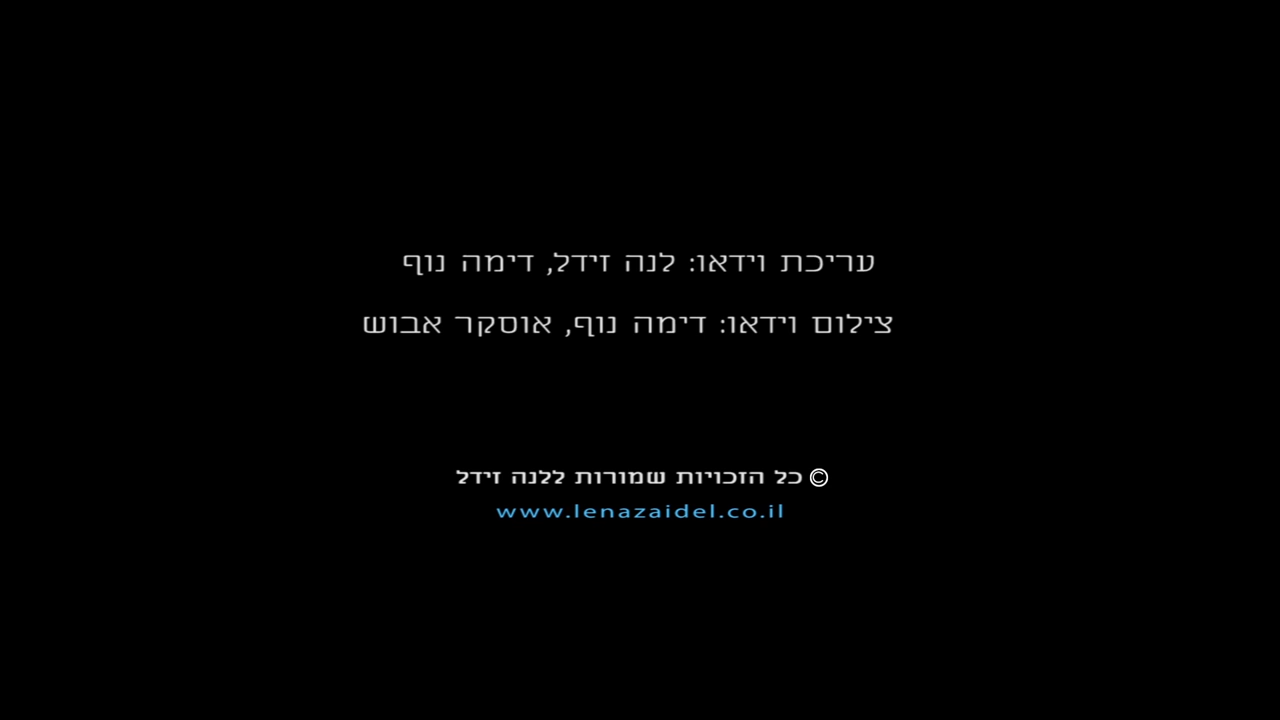 עריכת וידאו: לנה זידל, דימה נוף
צילום וידאו: דימה נוף, אוסקר אבוש
© כל הזכויות שמורות ללנה זידל
www.lenazaidel.co.il